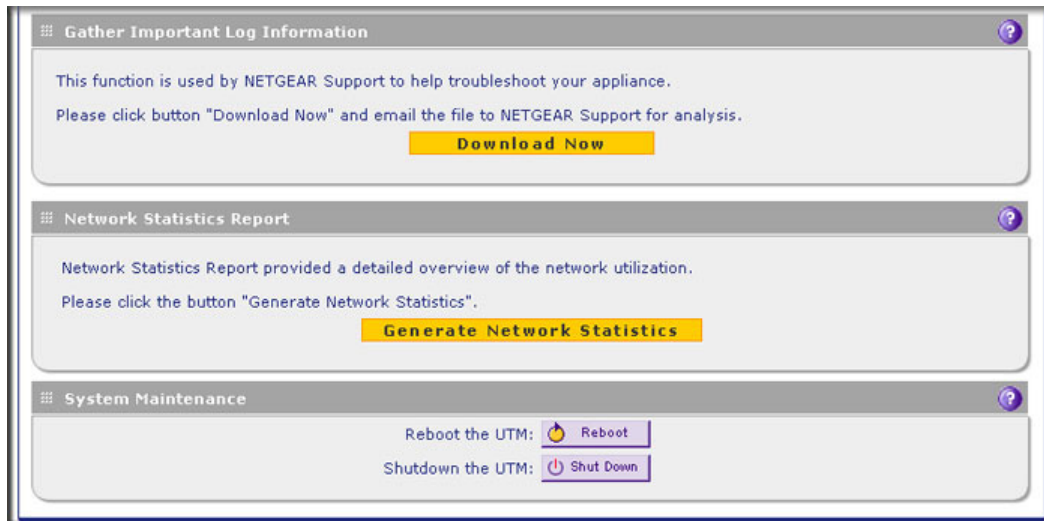 Gather Important Log Information
?
This function is used by NETGEAR Support to help troubleshoot your appliance.
Please click button "Download Now" and email the file to NETGEAR Support for analysis.
Download Now
Network Statistics Report
?
Network Statistics Report provided a detailed overview of the network utilization.
Please click the button "Generate Network Statistics".
Generate Network Statistics
System Maintenance
?
Reboot the UTM: Reboot
Shutdown the UTM: Shut Down